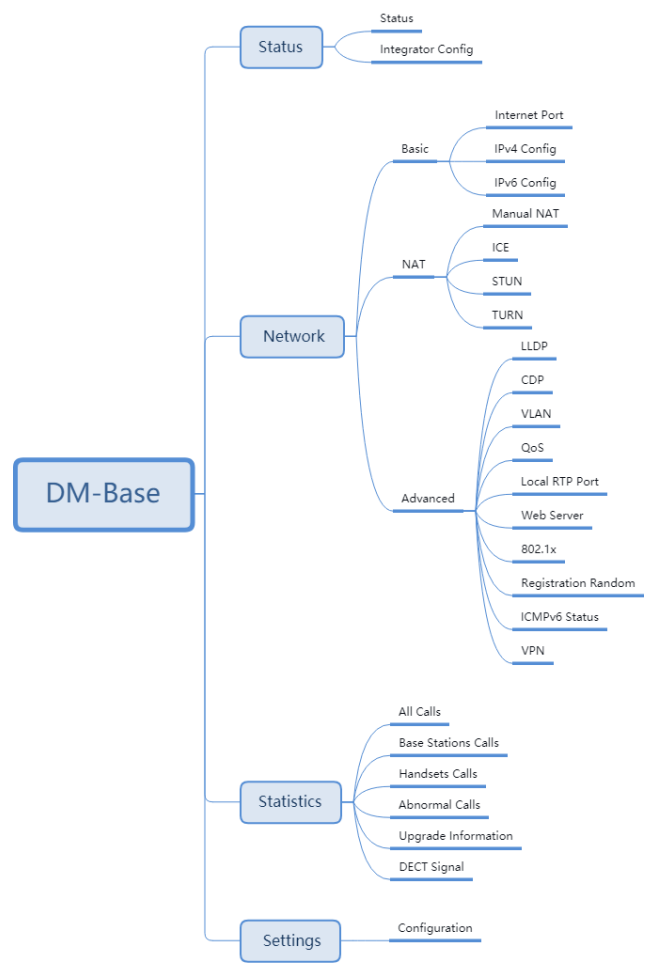 Status
Status
Integrator Config
Internet Port
Basic
IPv4 Config
IPv6 Config
Manual NAT
ICE
NAT
STUN
TURN
Network
LLDP
CDP
VLAN
QoS
Local RTP Port
DM-Base
Advanced
Web Server
802.1x
Registration Random
ICMPv6 Status
VPN
All Calls
Base Stations Calls
Handsets Calls
Statistics
Abnormal Calls
Upgrade Information
DECT Signal
Settings
Configuration